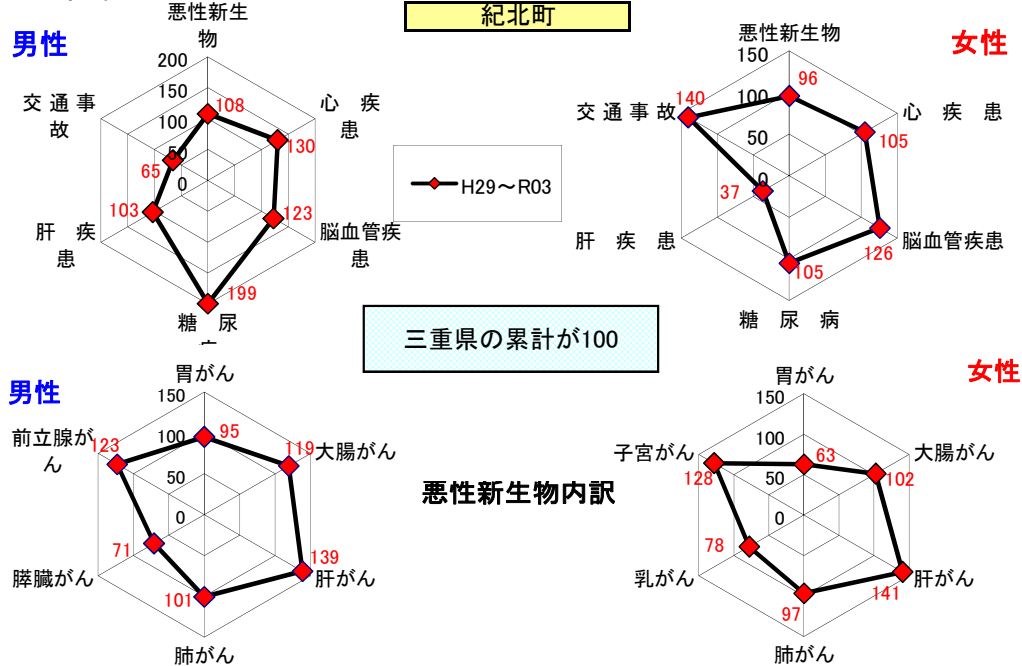 紀北町
男性
悪性新生
物
200
150
100
50
0
108
心 疾
患
130
脳血管疾
患
123
糖 尿
199
肝 疾
患
103
交 通 事
故
65
H29～R03
女性
悪性新生物
150
100
50
0
96
心 疾 患
105
脳血管疾患
126
糖 尿 病
105
肝 疾 患
37
交 通 事 故
140
三重県の累計が100
男性
胃がん
150
100
50
0
95
大腸がん
119
肝がん
139
肺がん
101
膵臓がん
71
前立腺が
ん
123
悪性新生物内訳
女性
胃がん
150
100
50
0
63
大腸がん
102
肝がん
141
肺がん
97
乳がん
78
子宮がん
128